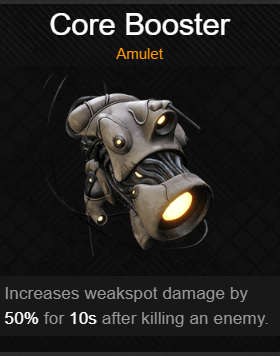 Core Booster
Amulet
Increases weakspot damage by
50% for 10s after killing an enemy.